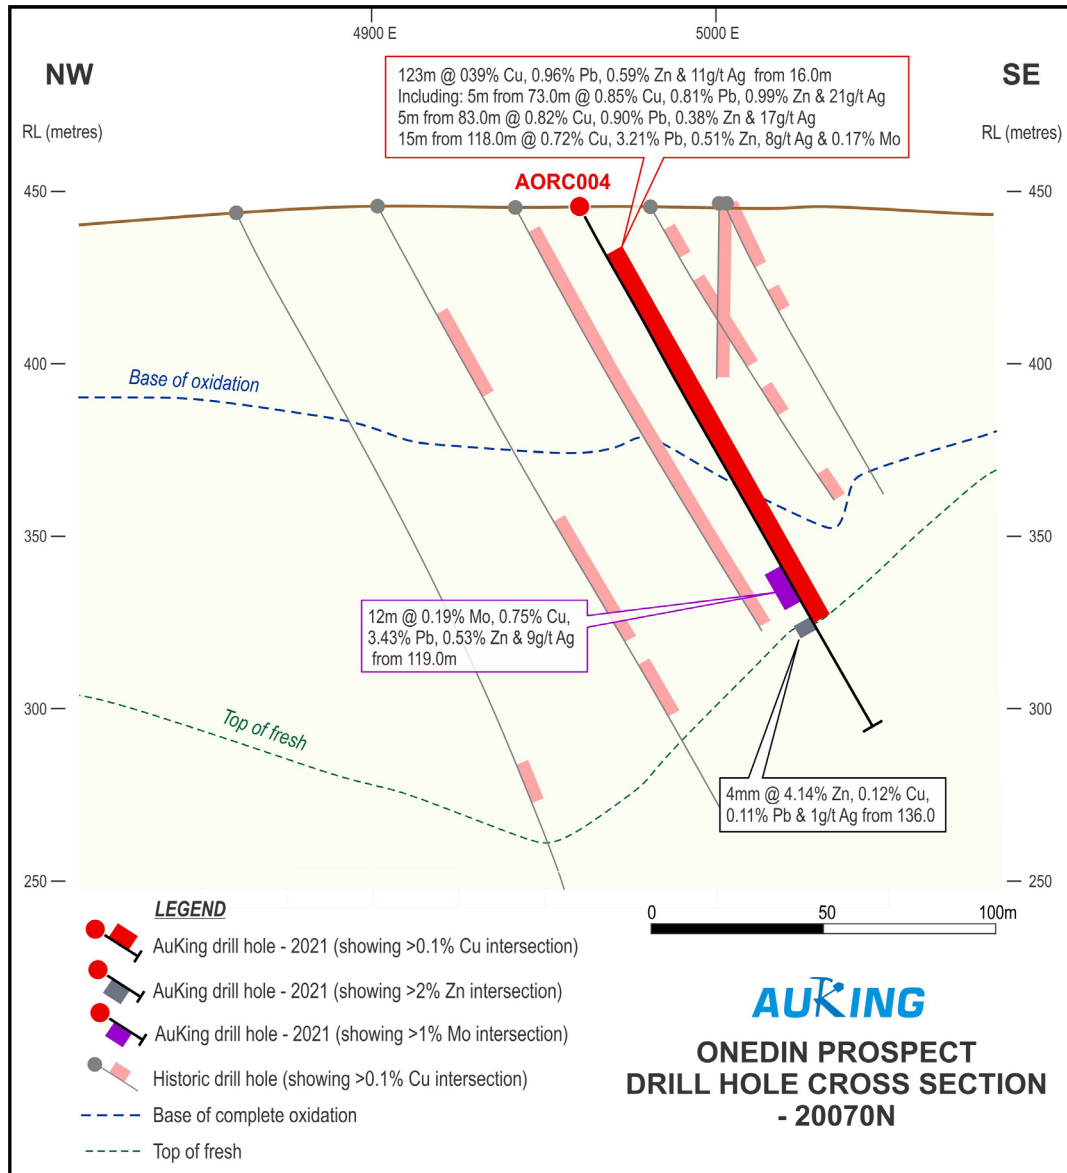 4900 E 5000 E
NW SE
RL (metres) RL (metres)
123m @ 039% Cu, 0.96% Pb, 0.59% Zn & 11g/t Ag from 16.0m
Including: 5m from 73.0m @ 0.85% Cu, 0.81% Pb, 0.99% Zn & 21g/t Ag
5m from 83.0m @ 0.82% Cu, 0.90% Pb, 0.38% Zn & 17g/t Ag
15m from 118.0m @ 0.72% Cu, 3.21% Pb, 0.51% Zn, 8g/t Ag & 0.17% Mo
AORC004
450 450
400 400
Base of oxidation
350 350
12m @ 0.19% Mo, 0.75% Cu,
3.43% Pb, 0.53% Zn & 9g/t Ag
from 119.0m
300 300
Top of fresh
4mm @ 4.14% Zn, 0.12% Cu,
0.11% Pb & 1g/t Ag from 136.0
250 250
LEGEND
AuKing drill hole - 2021 (showing >0.1% Cu intersection)
AuKing drill hole - 2021 (showing >2% Zn intersection)
AuKing drill hole - 2021 (showing >1% Mo intersection)
Historic drill hole (showing >0.1% Cu intersection)
Base of complete oxidation
Top of fresh
0 50 100m
AUKING
ONEDIN PROSPECT
DRILL HOLE CROSS SECTION
- 20070N